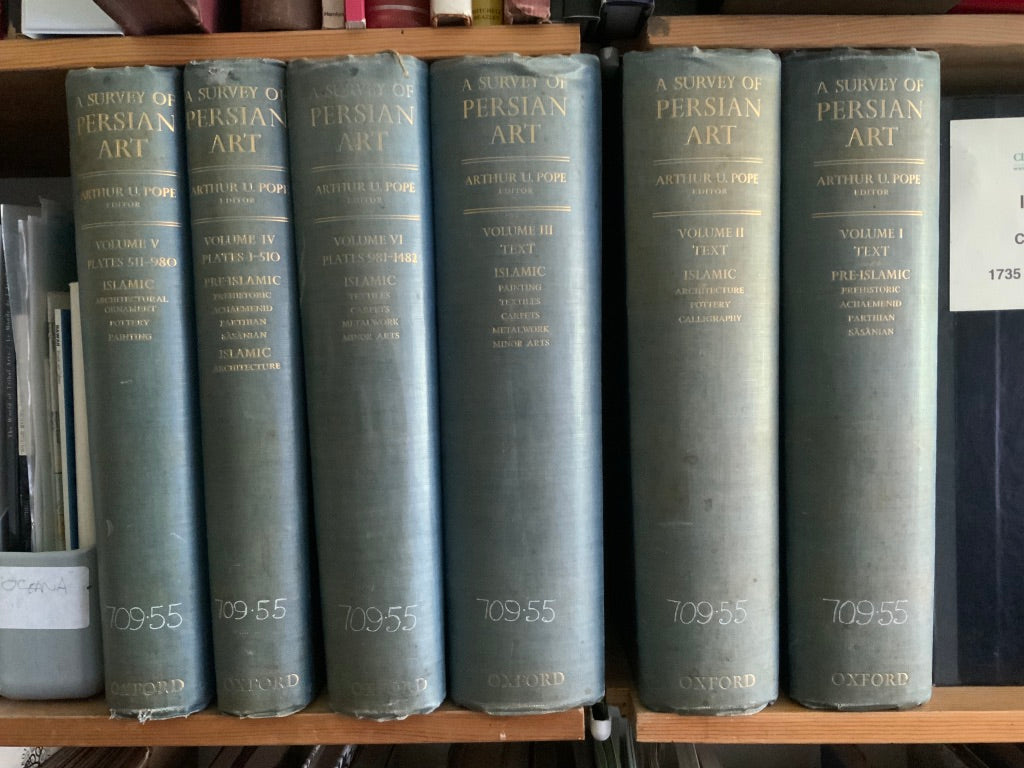 A SURVEY OF
PERSIAN
ART
ARTHUR U. POPE
EDITOR
VOLUME V
PLATES 511-980
ISLAMIC
ARCHITECTURAL
ORNAMENT
POTTERY
PAINTING
709.55
OXFORD
A SURVEY OF
PERSIAN
ART
ARTHUR U. POPE
EDITOR
VOLUME IV
PLATES 1-510
PRE-ISLAMIC
PREHISTORIC
ACHAEMENID
PARTHIAN
SĀSĀNIAN
ISLAMIC
ARCHITECTURE
709.55
OXFORD
A SURVEY OF
PERSIAN
ART
ARTHUR U. POPE
EDITOR
VOLUME VI
PLATES 981-1482
ISLAMIC
TEXTILES
CARPETS
METALWORK
MINOR ARTS
709.55
OXFORD
A SURVEY OF
PERSIAN
ART
ARTHUR U. POPE
EDITOR
VOLUME III
TEXT
ISLAMIC
PAINTING
TEXTILES
CARPETS
METALWORK
MINOR ARTS
709.55
OXFORD
A SURVEY OF
PERSIAN
ART
ARTHUR U. POPE
EDITOR
VOLUME II
TEXT
ISLAMIC
ARCHITECTURE
POTTERY
CALLIGRAPHY
709.55
OXFORD
A SURVEY OF
PERSIAN
ART
ARTHUR U. POPE
EDITOR
VOLUME I
TEXT
PRE-ISLAMIC
PREHISTORIC
ACHAEMENID
PARTHIAN
SĀSĀNIAN
709.55
OXFORD
1735